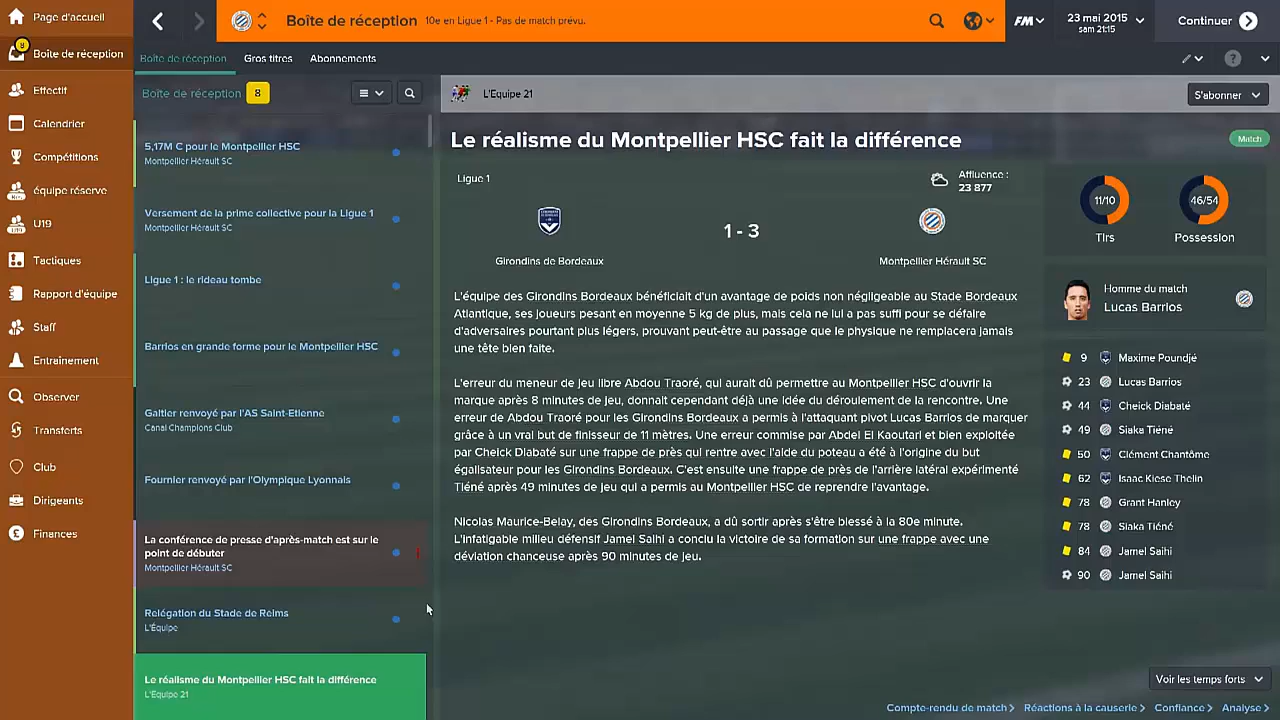 Page d'accueil
8
Boîte de réception
Effectif
Calendrier
Compétitions
équipe réserve
U19
Tactiques
Rapport d'équipe
Staff
Entraînement
Observer
Transferts
Club
Dirigeants
Finances
Boîte de réception
10e en Ligue 1 - Pas de match prévu.
FM
23 mai 2015
sam 21:15
Continuer
Boîte de réception
Gros titres
Abonnements
?
Boîte de réception
8
5,17M C pour le Montpellier HSC
Montpellier Hérault SC
Versement de la prime collective pour la Ligue 1
Montpellier Hérault SC
Ligue 1 : le rideau tombe
Barrios en grande forme pour le Montpellier HSC
Galtier renvoyé par l'AS Saint-Etienne
Canal Champions Club
Fournier renvoyé par l'Olympique Lyonnais
La conférence de presse d'après-match est sur le
point de débuter
Montpellier Hérault SC
Relégation du Stade de Reims
L'Équipe
Le réalisme du Montpellier HSC fait la différence
L'Equipe 21
L'Equipe 21
S'abonner
Le réalisme du Montpellier HSC fait la différence
Match
Ligue 1
Affluence :
23 877
1 - 3
Girondins de Bordeaux
Montpellier Hérault SC
L'équipe des Girondins Bordeaux bénéficiait d'un avantage de poids non négligeable au Stade Bordeaux
Atlantique, ses joueurs pesant en moyenne 5 kg de plus, mais cela ne lui a pas suffi pour se défaire
d'adversaires pourtant plus légers, prouvant peut-être au passage que le physique ne remplacera jamais
une tête bien faite.
L'erreur du meneur de jeu libre Abdou Traoré, qui aurait dû permettre au Montpellier HSC d'ouvrir la
marque après 8 minutes de jeu, donnait cependant déjà une idée du déroulement de la rencontre. Une
erreur de Abdou Traoré pour les Girondins Bordeaux a permis à l'attaquant pivot Lucas Barrios de marquer
grâce à un vrai but de finisseur de 11 mètres. Une erreur commise par Abdel El Kaoutari et bien exploitée
par Cheick Diabaté sur une frappe de près qui rentre avec l'aide du poteau a été à l'origine du but
égalisateur pour les Girondins Bordeaux. C'est ensuite une frappe de près de l'arrière latéral expérimenté
Tiéné après 49 minutes de jeu qui a permis au Montpellier HSC de reprendre l'avantage.
Nicolas Maurice-Belay, des Girondins Bordeaux, a dû sortir après s'être blessé à la 80e minute.
L'infatigable milieu défensif Jamel Saihi a conclu la victoire de sa formation sur une frappe avec une
déviation chanceuse après 90 minutes de jeu.
11/10
Tirs
46/54
Possession
Homme du match
Lucas Barrios
9 Maxime Poundjé
23 Lucas Barrios
44 Cheick Diabaté
49 Siaka Tiéné
50 Clément Chantôme
62 Isaac Kiese Thelin
78 Grant Hanley
78 Siaka Tiéné
84 Jamel Saihi
90 Jamel Saihi
Voir les temps forts
Compte-rendu de match
Réactions à la causerie
Confiance
Analyse